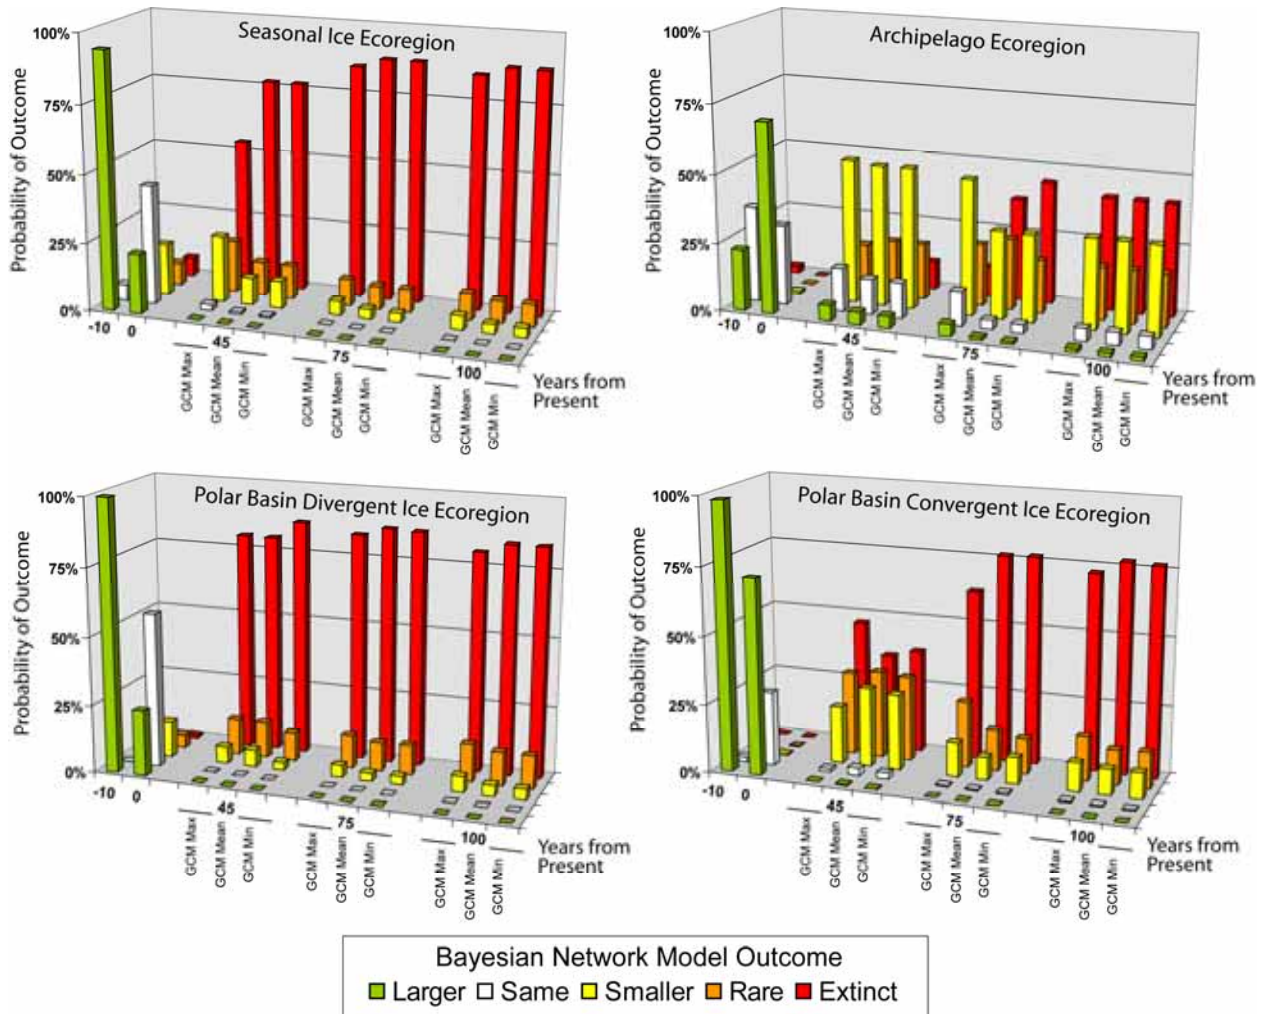 Seasonal Ice Ecoregion
Probability of Outcome
100%
75%
50%
25%
0%
-10
0
45
75
100
GCM Max
GCM Mean
GCM Min
GCM Max
GCM Mean
GCM Min
GCM Max
GCM Mean
GCM Min
Years from
Present
Archipelago Ecoregion
Probability of Outcome
100%
75%
50%
25%
0%
-10
0
45
75
100
GCM Max
GCM Mean
GCM Min
GCM Max
GCM Mean
GCM Min
GCM Max
GCM Mean
GCM Min
Years from
Present
Polar Basin Divergent Ice Ecoregion
Probability of Outcome
100%
75%
50%
25%
0%
-10
0
45
75
100
GCM Max
GCM Mean
GCM Min
GCM Max
GCM Mean
GCM Min
GCM Max
GCM Mean
GCM Min
Years from
Present
Polar Basin Convergent Ice Ecoregion
Probability of Outcome
100%
75%
50%
25%
0%
-10
0
45
75
100
GCM Max
GCM Mean
GCM Min
GCM Max
GCM Mean
GCM Min
GCM Max
GCM Mean
GCM Min
Years from
Present
Bayesian Network Model Outcome
Larger Same Smaller Rare Extinct